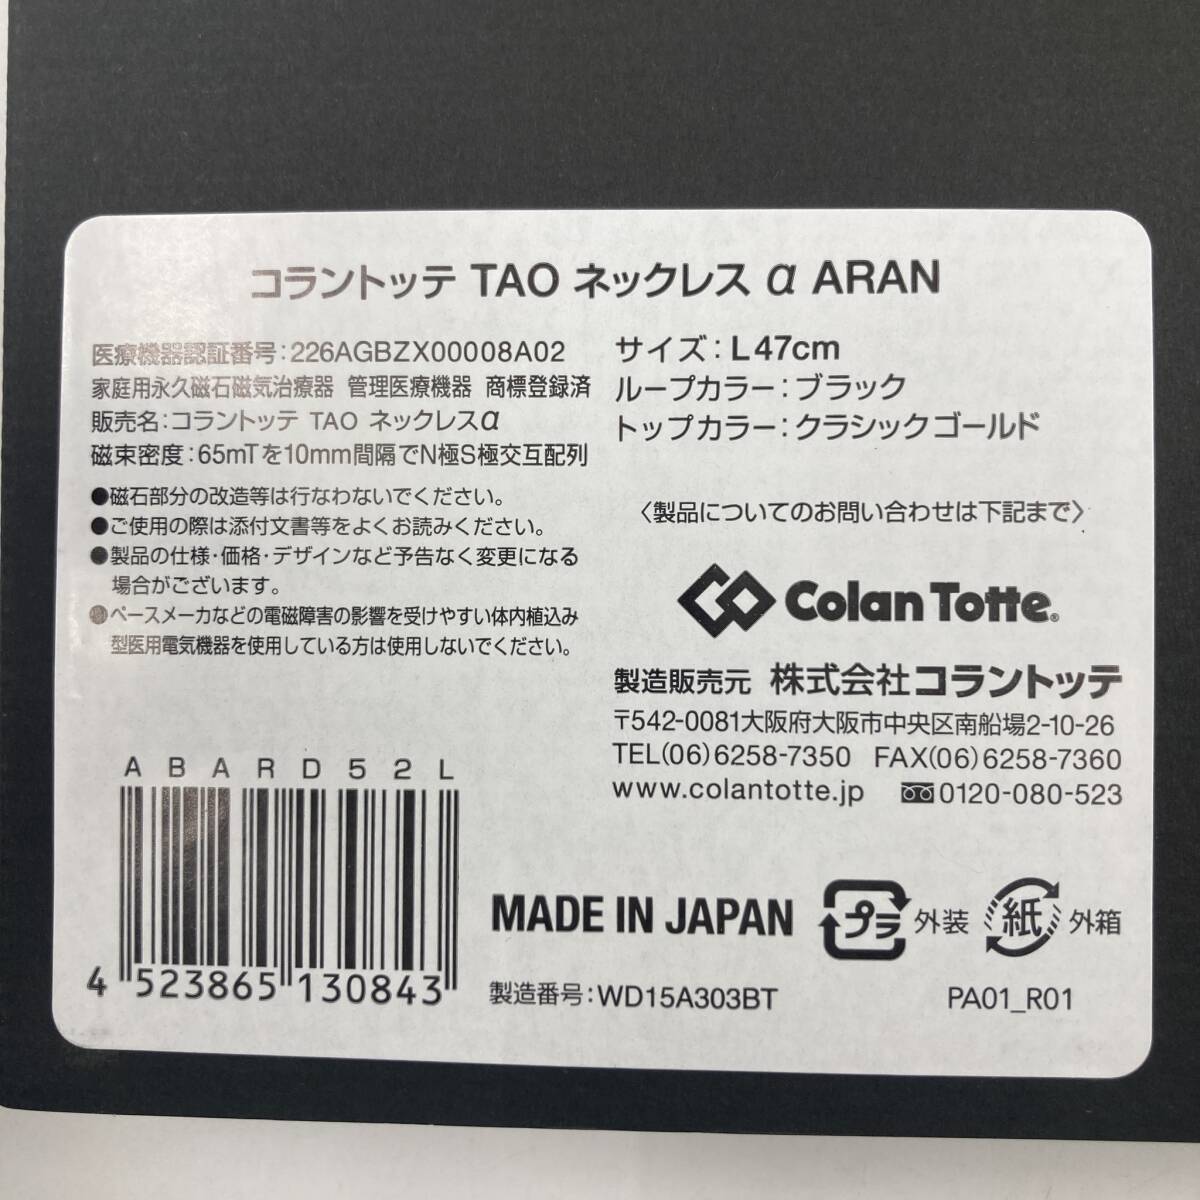 コラントッテ TAO ネックレス α ARAN
医療機器認証番号:226AGBZX00008A02
家庭用永久磁石磁気治療器 管理医療機器 商標登録済
販売名:コラントッテ TAO ネックレスα
磁束密度:65mTを10mm間隔でN極S極交互配列
●磁石部分の改造等は行なわないでください。
●ご使用の際は添付文書等をよくお読みください。
●製品の仕様・価格・デザインなど予告なく変更になる
場合がございます。
●ペースメーカなどの電磁障害の影響を受けやすい体内植込み
型医用電気機器を使用している方は使用しないでください。
サイズ:L47cm
ループカラー:ブラック
トップカラー:クラシックゴールド
〈製品についてのお問い合わせは下記まで〉
Colan Totte®
製造販売元 株式会社コラントッテ
〒542-0081大阪府大阪市中央区南船場2-10-26
TEL(06)6258-7350 FAX(06)6258-7360
www.colantotte.jp 0120-080-523
ABARD52L
4 523865 130843
MADE IN JAPAN
プラ 外装
紙 外箱
製造番号:WD15A303BT
PA01_R01